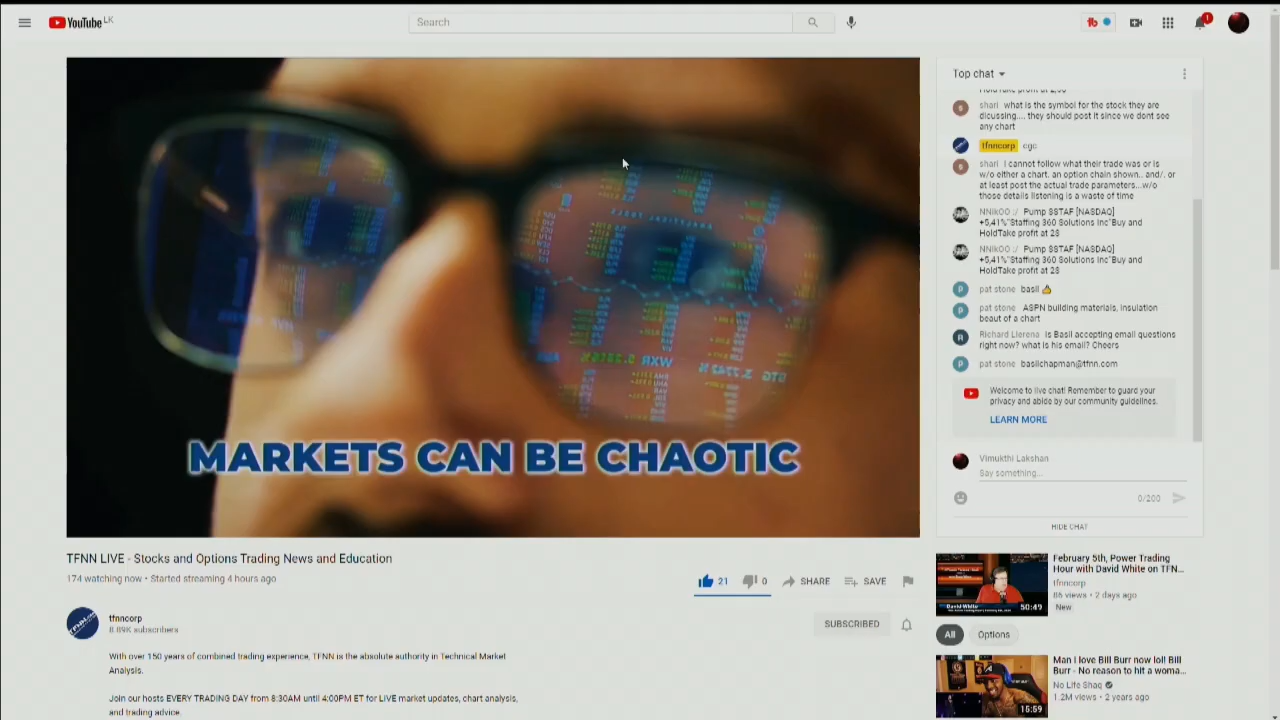 YouTube LK
Search
MARKETS CAN BE CHAOTIC
TFNN LIVE - Stocks and Options Trading News and Education
174 watching now • Started streaming 4 hours ago
21
0
SHARE
SAVE
tfnncorp
8.89K subscribers
SUBSCRIBED
With over 150 years of combined trading experience, TFNN is the absolute authority in Technical Market
Analysis.
Join our hosts EVERY TRADING DAY from 8:30AM until 4:00PM ET for LIVE market updates, chart analysis,
and trading advice.
Top chat
shari what is the symbol for the stock they are
dicussing.... they should post it since we dont see
any chart
tfnncorp cgc
shari I cannot follow what their trade was or is
w/o either a chart. an option chain shown.. and/. or
at least post the actual trade parameters...w/o
those details listening is a waste of time
NNikOO :/ Pump $STAF [NASDAQ]
+5,41%"Staffing 360 Solutions Inc"Buy and
HoldTake profit at 2$
NNikOO :/ Pump $STAF [NASDAQ]
+5,41%"Staffing 360 Solutions Inc"Buy and
HoldTake profit at 2$
pat stone basil 👍
pat stone ASPN building materials, insulation
beaut of a chart
Richard Llerena Is Basil accepting email questions
right now? what is his email? Cheers
pat stone basilchapman@tfnn.com
Welcome to live chat! Remember to guard your
privacy and abide by our community guidelines.
LEARN MORE
Vimukthi Lakshan
Say something...
0/200
HIDE CHAT
February 5th, Power Trading
Hour with David White on TFN...
tfnncorp
86 views • 2 days ago
New
David White
50:49
All
Options
Man I love Bill Burr now lol! Bill
Burr - No reason to hit a woma...
No Life Shaq
1.2M views • 2 years ago
15:59